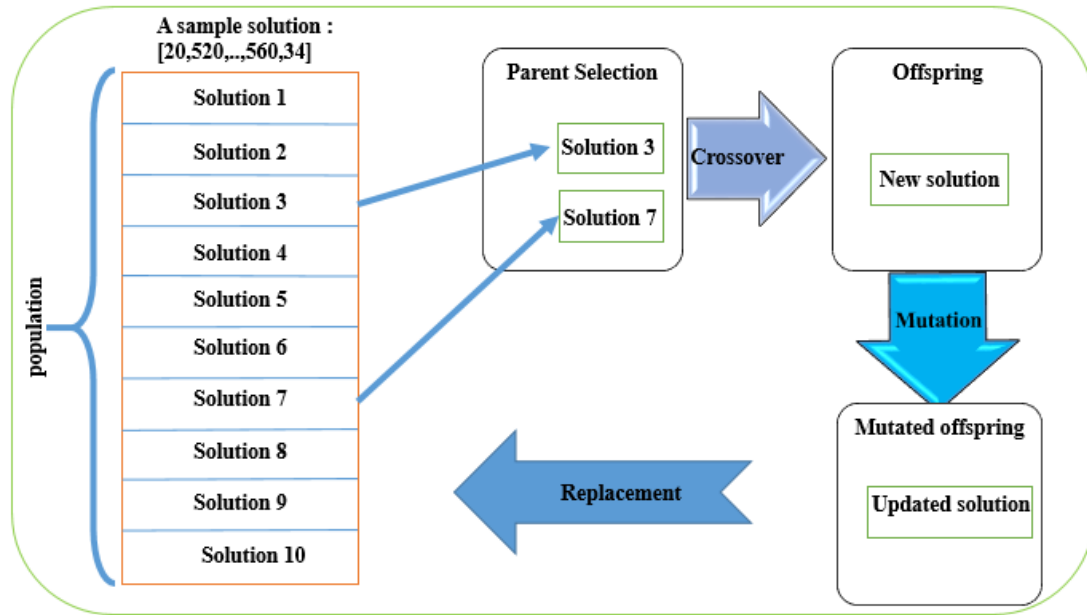 A sample solution :
[20,520,..,560,34]
population
Solution 1
Solution 2
Solution 3
Solution 4
Solution 5
Solution 6
Solution 7
Solution 8
Solution 9
Solution 10
Parent Selection
Solution 3
Solution 7
Crossover
Offspring
New solution
Mutation
Mutated offspring
Updated solution
Replacement